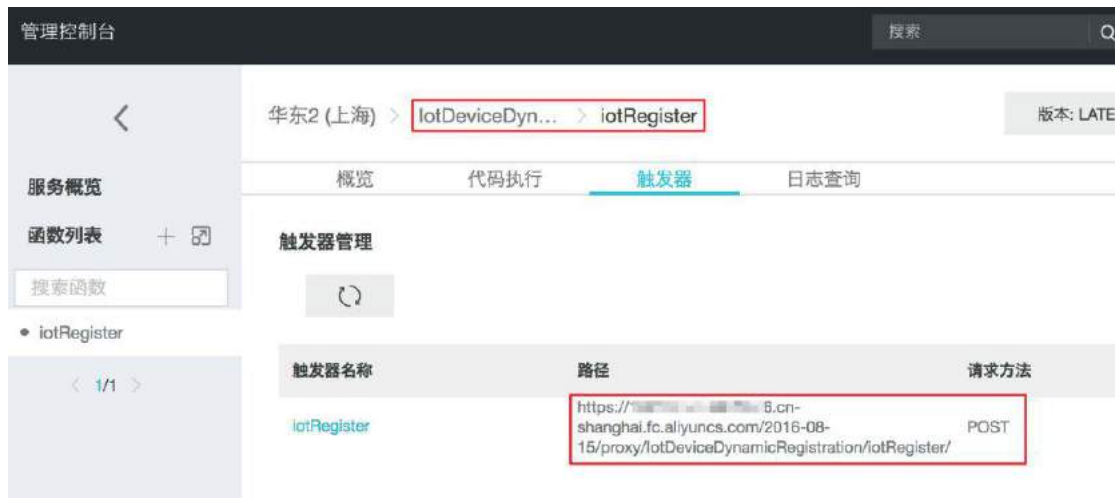 管理控制台
搜索
华东2 (上海) > IotDeviceDyn... > iotRegister
版本: LATE
服务概览
概览 代码执行 触发器 日志查询
函数列表
触发器管理
搜索函数
iotRegister
1/1
触发器名称 路径 请求方法
iotRegister
https:// 6.cn-
shanghai.fc.aliyuncs.com/2016-08-
15/proxy/IotDeviceDynamicRegistration/iotRegister/
POST